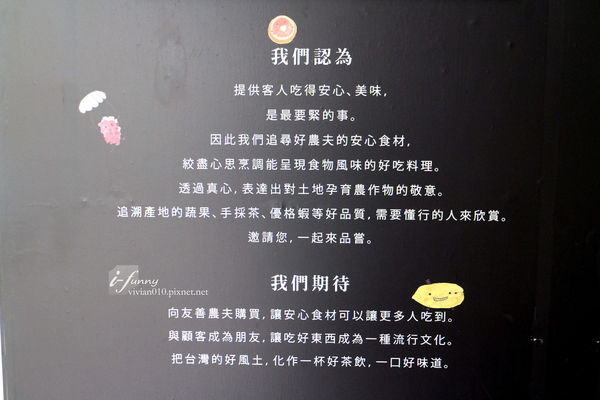 我們認為
提供客人吃得安心、美味,
是最要緊的事。
因此我們追尋好農夫的安心食材,
絞盡心思烹調能呈現食物風味的好吃料理。
透過真心,表達出對土地孕育農作物的敬意。
追溯產地的蔬果、手採茶、優格蝦等好品質,需要懂行的人來欣賞。
邀請您,一起來品嘗。
我們期待
向友善農夫購買,讓安心食材可以讓更多人吃到。
與顧客成為朋友,讓吃好東西成為一種流行文化。
把台灣的好風土,化作一杯好茶飲,一口好味道。
i-funny
vivian010.pixnet.net